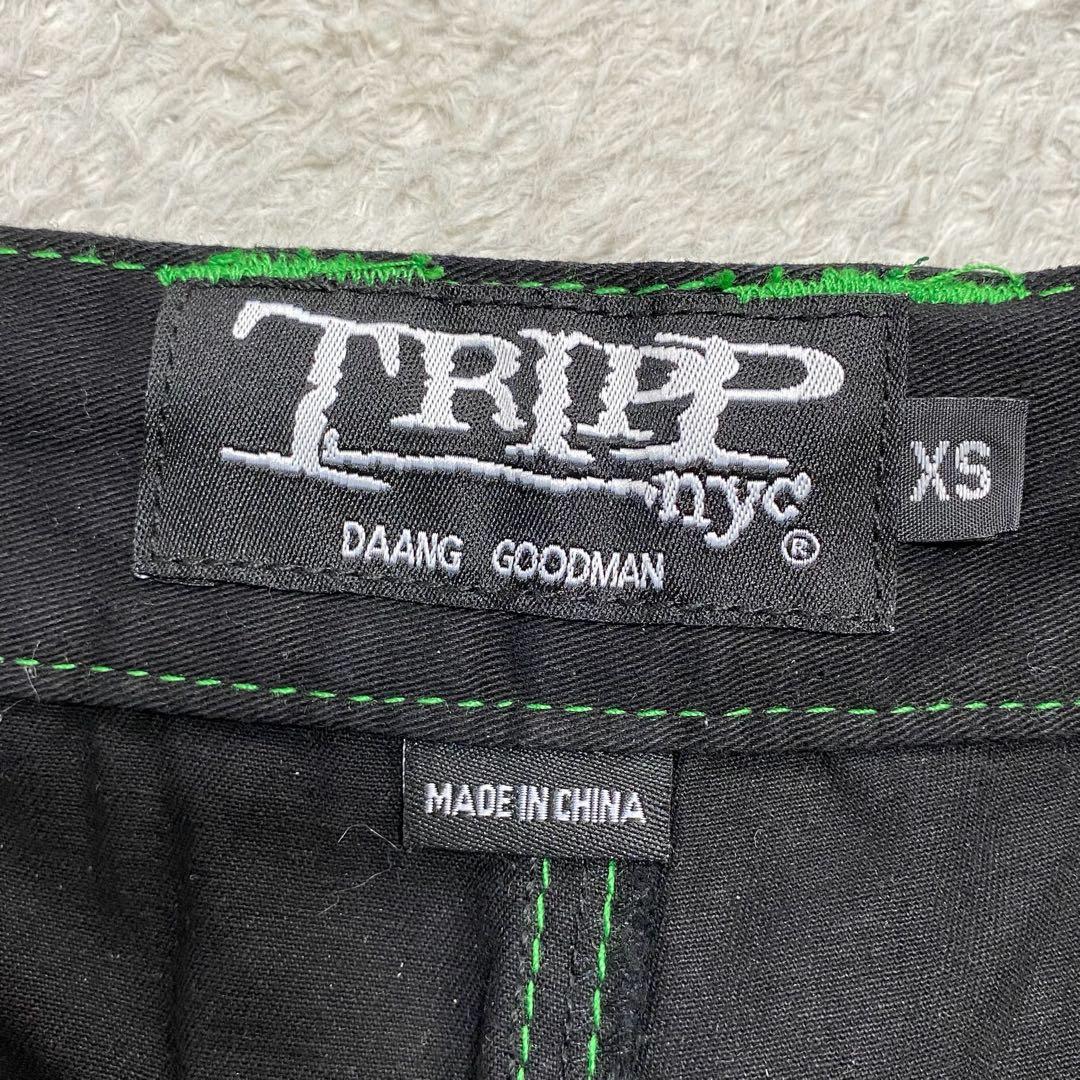 TRIPP
nyc®
XS
DAANG GOODMAN
MADE IN CHINA